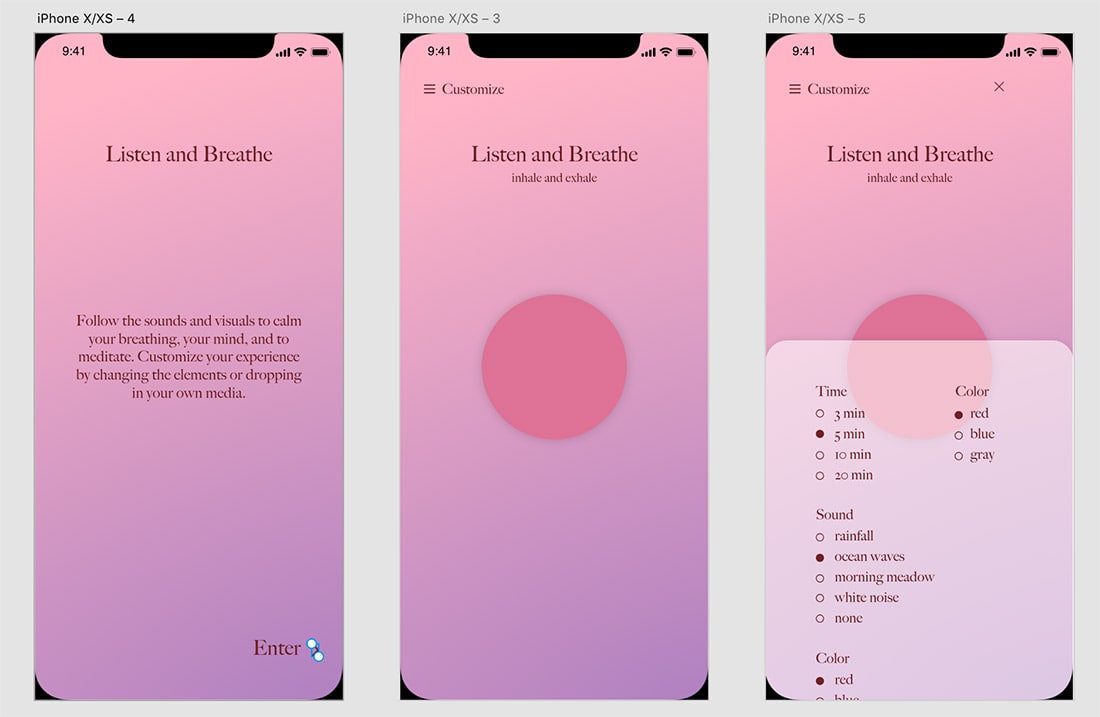 iPhone X/XS – 4
9:41
Listen and Breathe
Follow the sounds and visuals to calm
your breathing, your mind, and to
meditate. Customize your experience
by changing the elements or dropping
in your own media.
Enter
iPhone X/XS – 3
9:41
Customize
Listen and Breathe
inhale and exhale
iPhone X/XS – 5
9:41
Customize
Listen and Breathe
inhale and exhale
Time
3 min
5 min
10 min
20 min
Color
red
blue
gray
Sound
rainfall
ocean waves
morning meadow
white noise
none
Color
red
blue